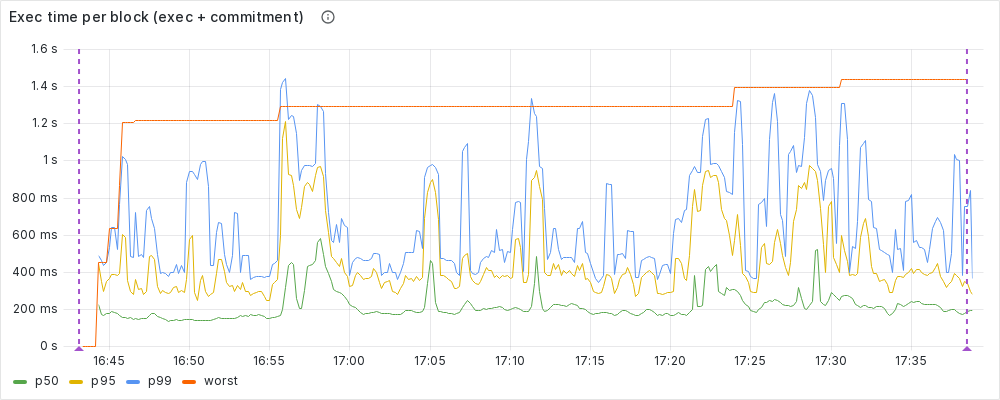 Exec time per block (exec + commitment)
1.6 s
1.4 s
1.2 s
1 s
800 ms
600 ms
400 ms
200 ms
0 s
16:45 16:50 16:55 17:00 17:05 17:10 17:15 17:20 17:25 17:30 17:35
p50 p95 p99 worst